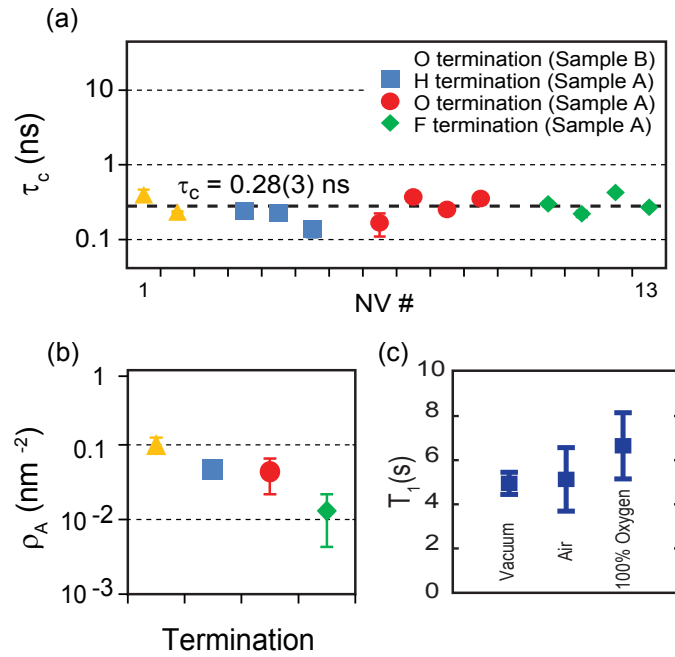 (a)
τc (ns)
10
1
0.1
O termination (Sample B)
H termination (Sample A)
O termination (Sample A)
F termination (Sample A)
τc = 0.28(3) ns
1
13
NV #
(b)
ρA (nm⁻²)
1
0.1
10⁻²
10⁻³
Termination
(c)
T₁(s)
10
8
6
4
2
0
Vacuum
Air
100% Oxygen